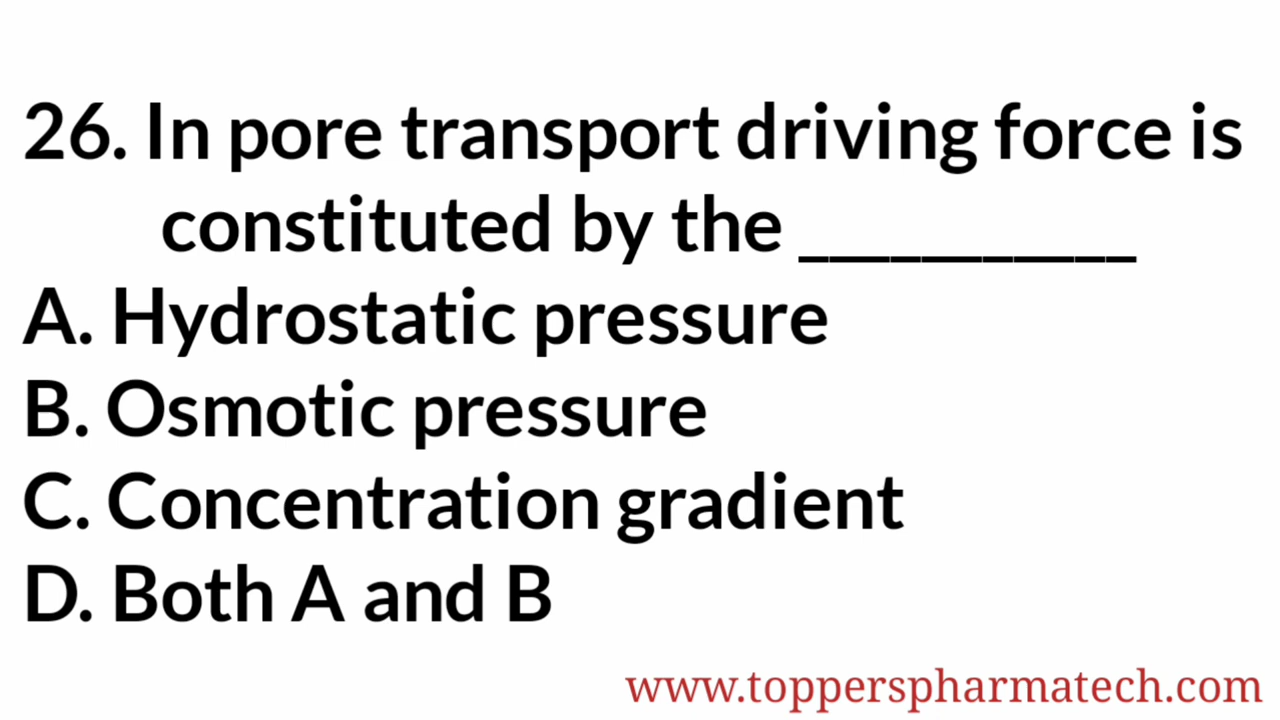 26. In pore transport driving force is
constituted by the ___________
A. Hydrostatic pressure
B. Osmotic pressure
C. Concentration gradient
D. Both A and B
www.topperspharmatech.com